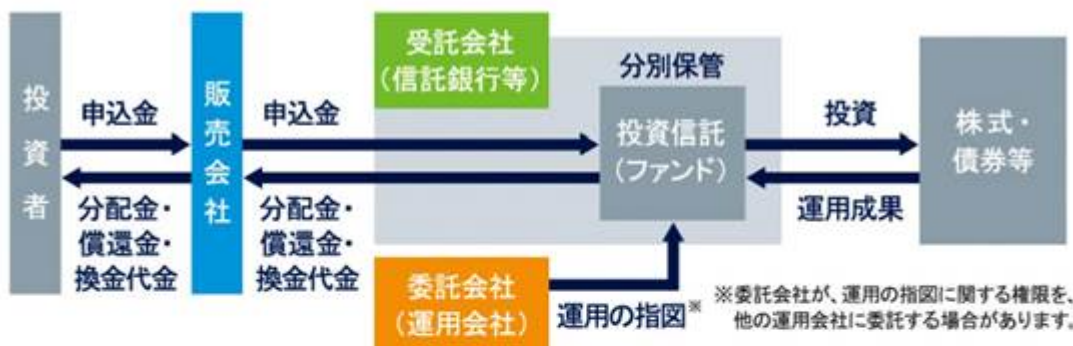 投資者
申込金
分配金・
償還金・
換金代金
販売会社
申込金
分配金・
償還金・
換金代金
受託会社
（信託銀行等）
分別保管
投資信託
（ファンド）
委託会社
（運用会社）
運用の指図※
投資
運用成果
株式・
債券等
※委託会社が、運用の指図に関する権限を、
他の運用会社に委託する場合があります。